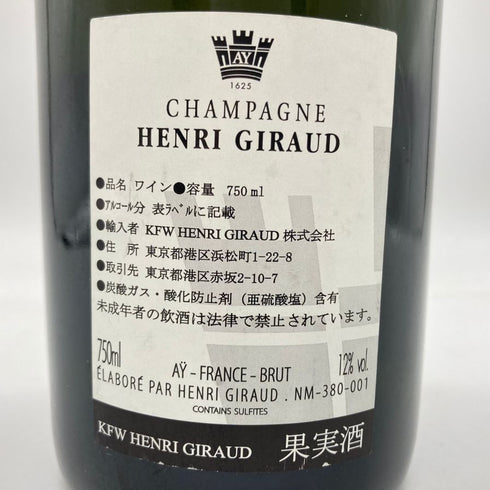 AŸ
1625
CHAMPAGNE
HENRI GIRAUD
●品名 ワイン●容量 750ml
●ｱﾙｺｰﾙ分 表ﾗﾍﾞﾙに記載
●輸入者 KFW HENRI GIRAUD 株式会社
●住 所 東京都港区浜松町1-22-8
●取引先 東京都港区赤坂2-10-7
●炭酸ガス・酸化防止剤（亜硫酸塩）含有
未成年者の飲酒は法律で禁止されています。
750ml AŸ - FRANCE - BRUT 12% vol.
ÉLABORÉ PAR HENRI GIRAUD . NM-380-001
CONTAINS SULFITES
KFW HENRI GIRAUD 果実酒